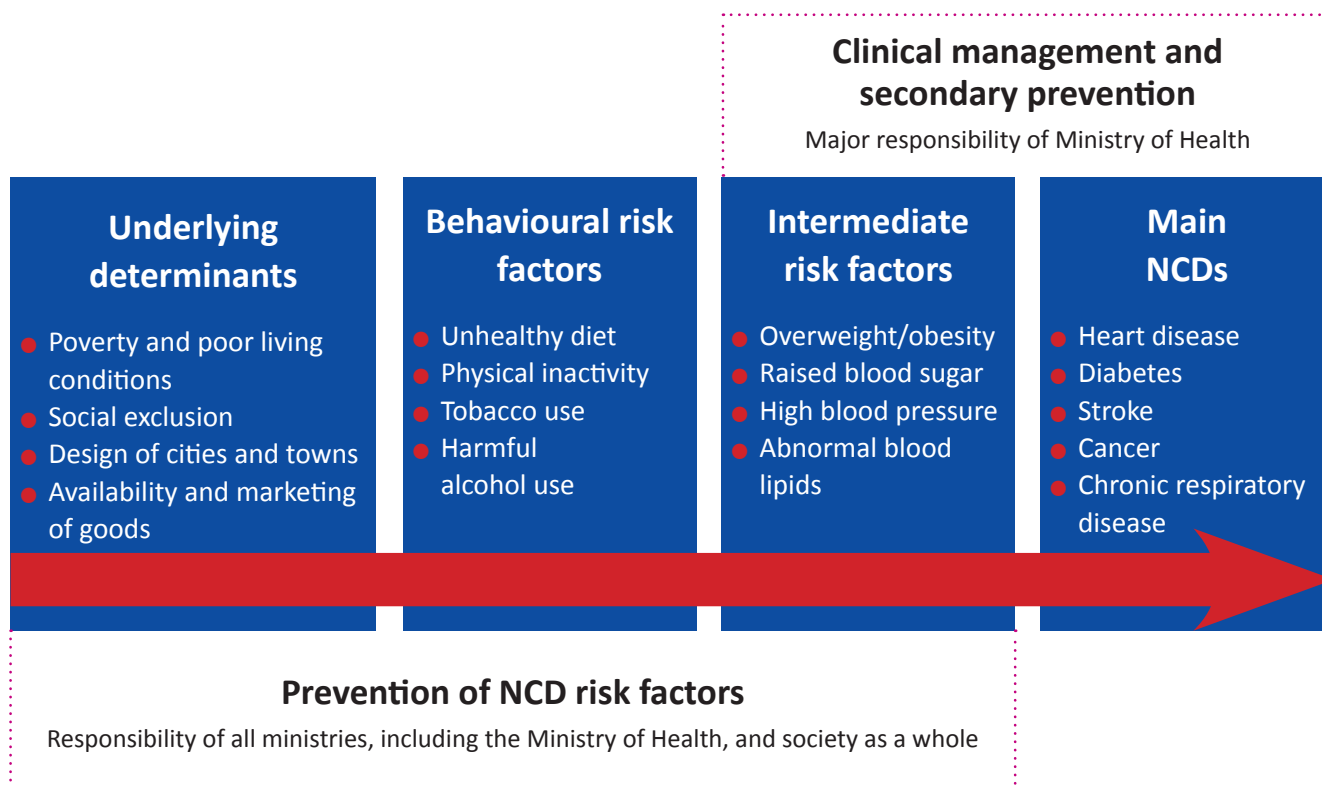 Clinical management and
secondary prevention
Major responsibility of Ministry of Health
Underlying
determinants
Poverty and poor living
conditions
Social exclusion
Design of cities and towns
Availability and marketing
of goods
Behavioural risk
factors
Unhealthy diet
Physical inactivity
Tobacco use
Harmful
alcohol use
Intermediate
risk factors
Overweight/obesity
Raised blood sugar
High blood pressure
Abnormal blood
lipids
Main
NCDs
Heart disease
Diabetes
Stroke
Cancer
Chronic respiratory
disease
Prevention of NCD risk factors
Responsibility of all ministries, including the Ministry of Health, and society as a whole